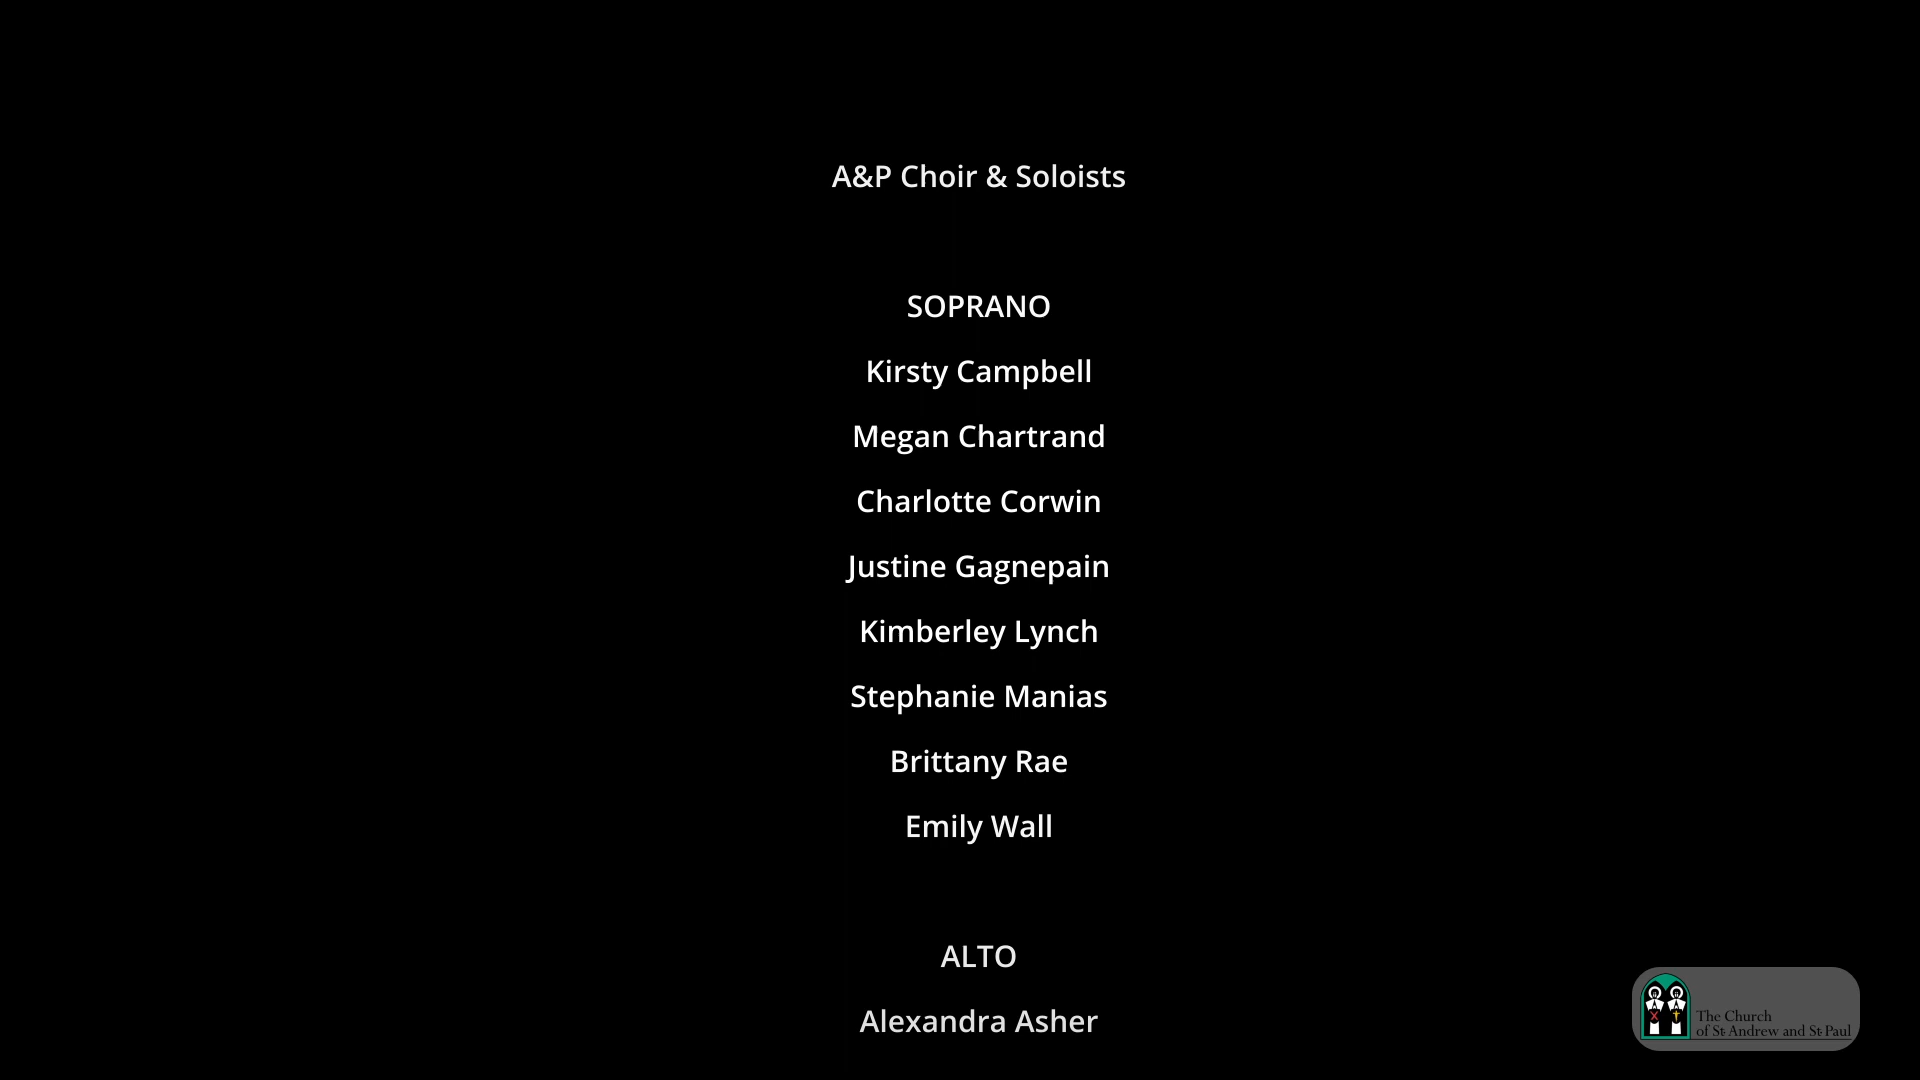 A&P Choir & Soloists
SOPRANO
Kirsty Campbell
Megan Chartrand
Charlotte Corwin
Justine Gagnepain
Kimberley Lynch
Stephanie Manias
Brittany Rae
Emily Wall
ALTO
Alexandra Asher
The Church
of St Andrew and St Paul